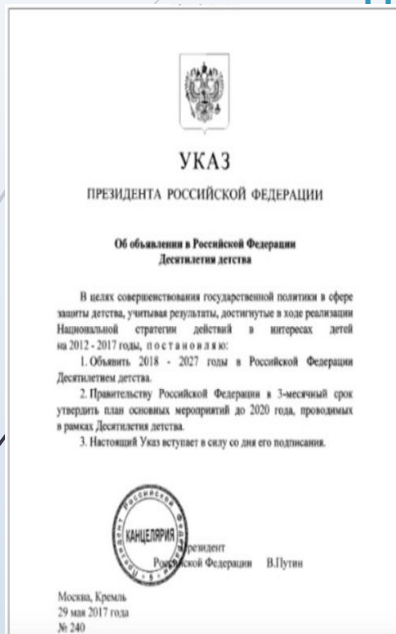 УКАЗ
ПРЕЗИДЕНТА РОССИЙСКОЙ ФЕДЕРАЦИИ
Об объявлении в Российской Федерации
Десятилетия детства
В целях совершенствования государственной политики в сфере
защиты детства, учитывая результаты, достигнутые в ходе реализации
Национальной стратегии действий в интересах детей
на 2012 - 2017 годы, п о с т а н о в л я ю:
1. Объявить 2018 - 2027 годы в Российской Федерации
Десятилетием детства.
2. Правительству Российской Федерации в 3-месячный срок
утвердить план основных мероприятий до 2020 года, проводимых
в рамках Десятилетия детства.
3. Настоящий Указ вступает в силу со дня его подписания.
КАНЦЕЛЯРИЯ
Президент
Российской Федерации В.Путин
Москва, Кремль
29 мая 2017 года
№ 240